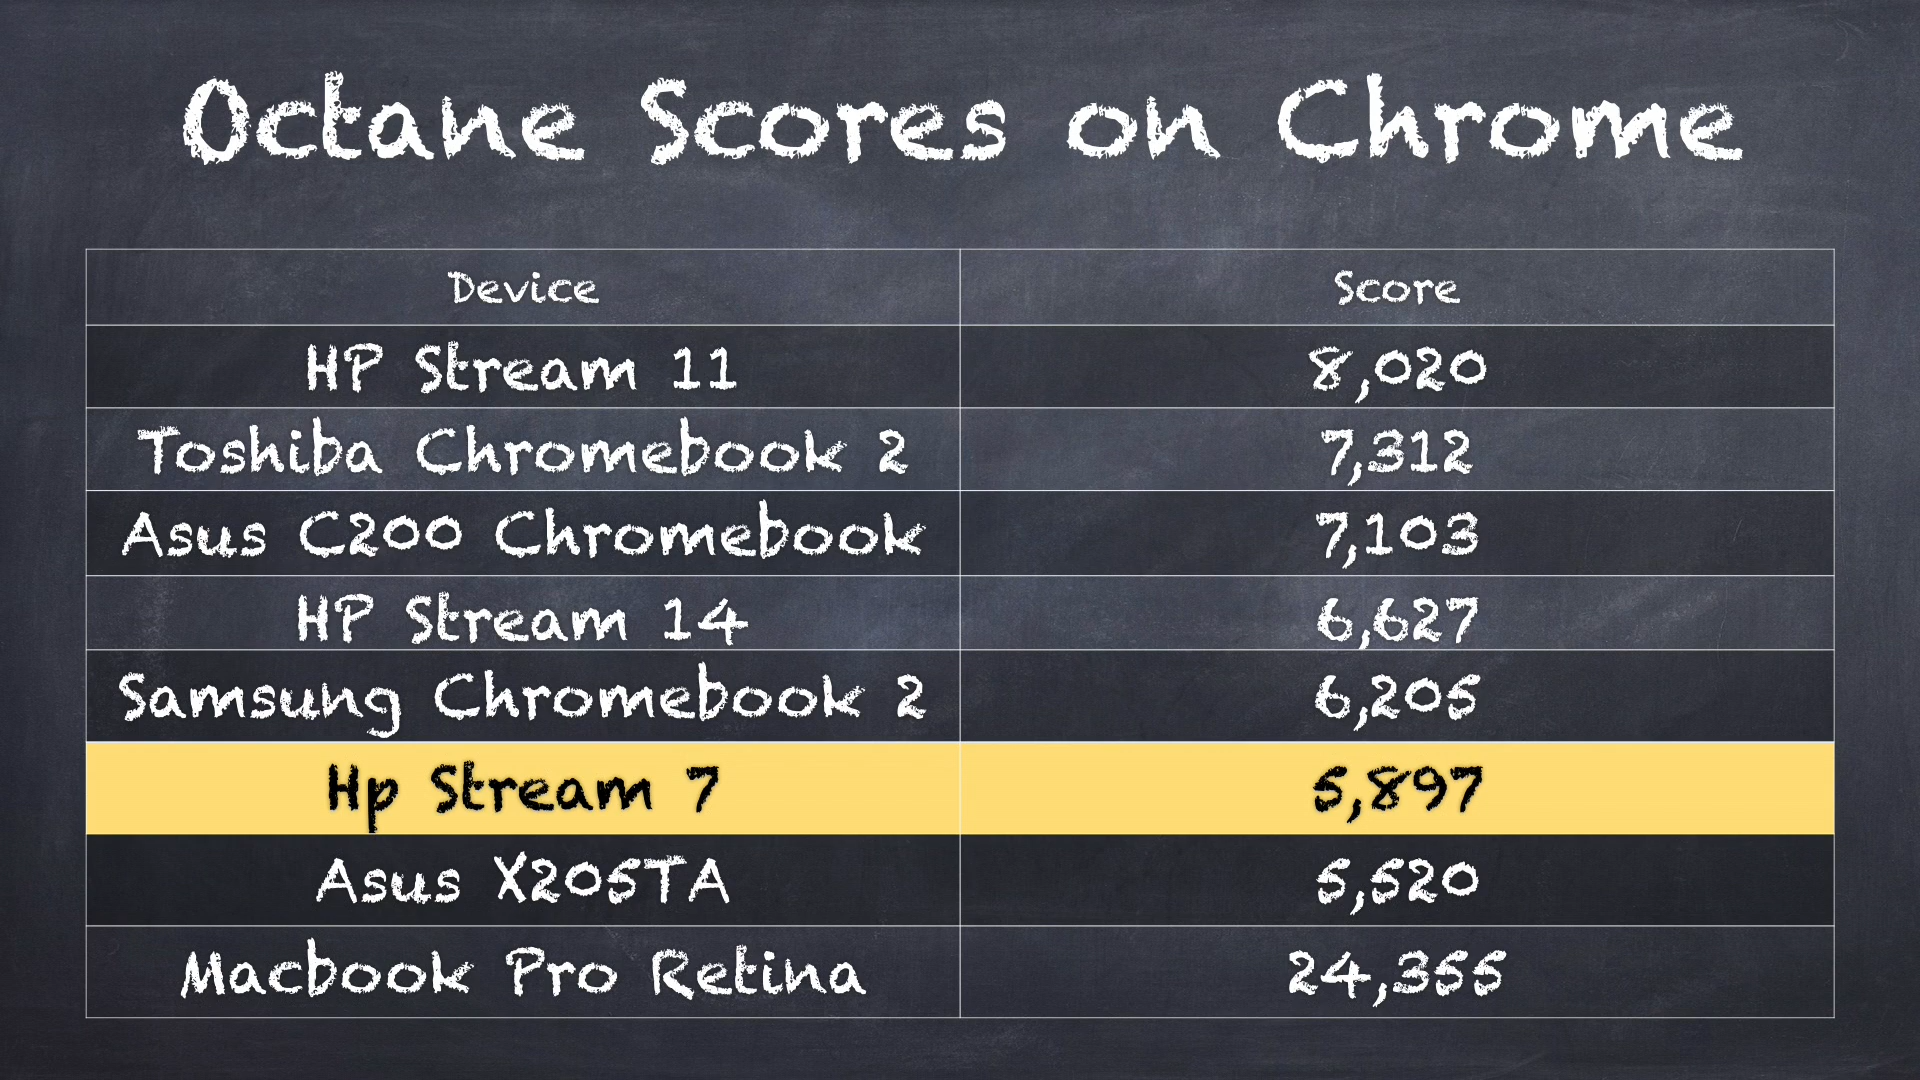 Octane Scores on Chrome
Device Score
HP Stream 11 8,020
Toshiba Chromebook 2 7,312
Asus C200 Chromebook 7,103
HP Stream 14 6,627
Samsung Chromebook 2 6,205
Hp Stream 7 5,897
Asus X205TA 5,520
Macbook Pro Retina 24,355